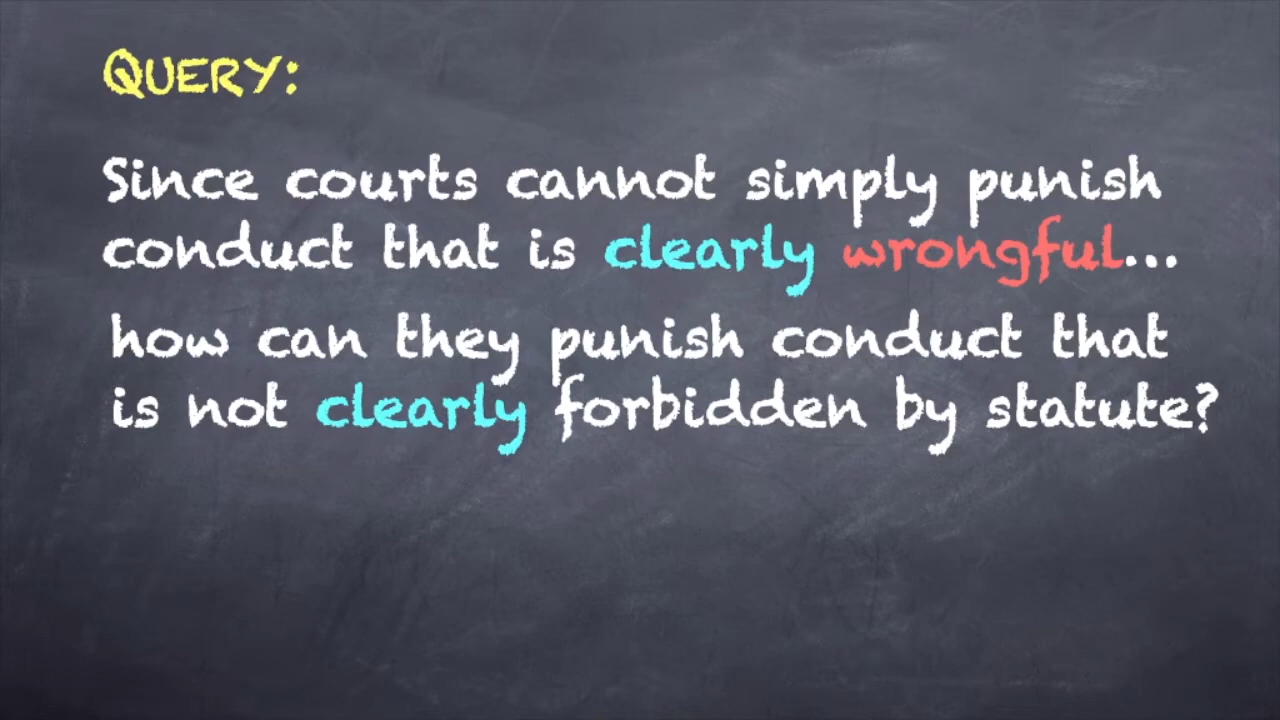 QUERY:
Since courts cannot simply punish
conduct that is clearly wrongful...
how can they punish conduct that
is not clearly forbidden by statute?